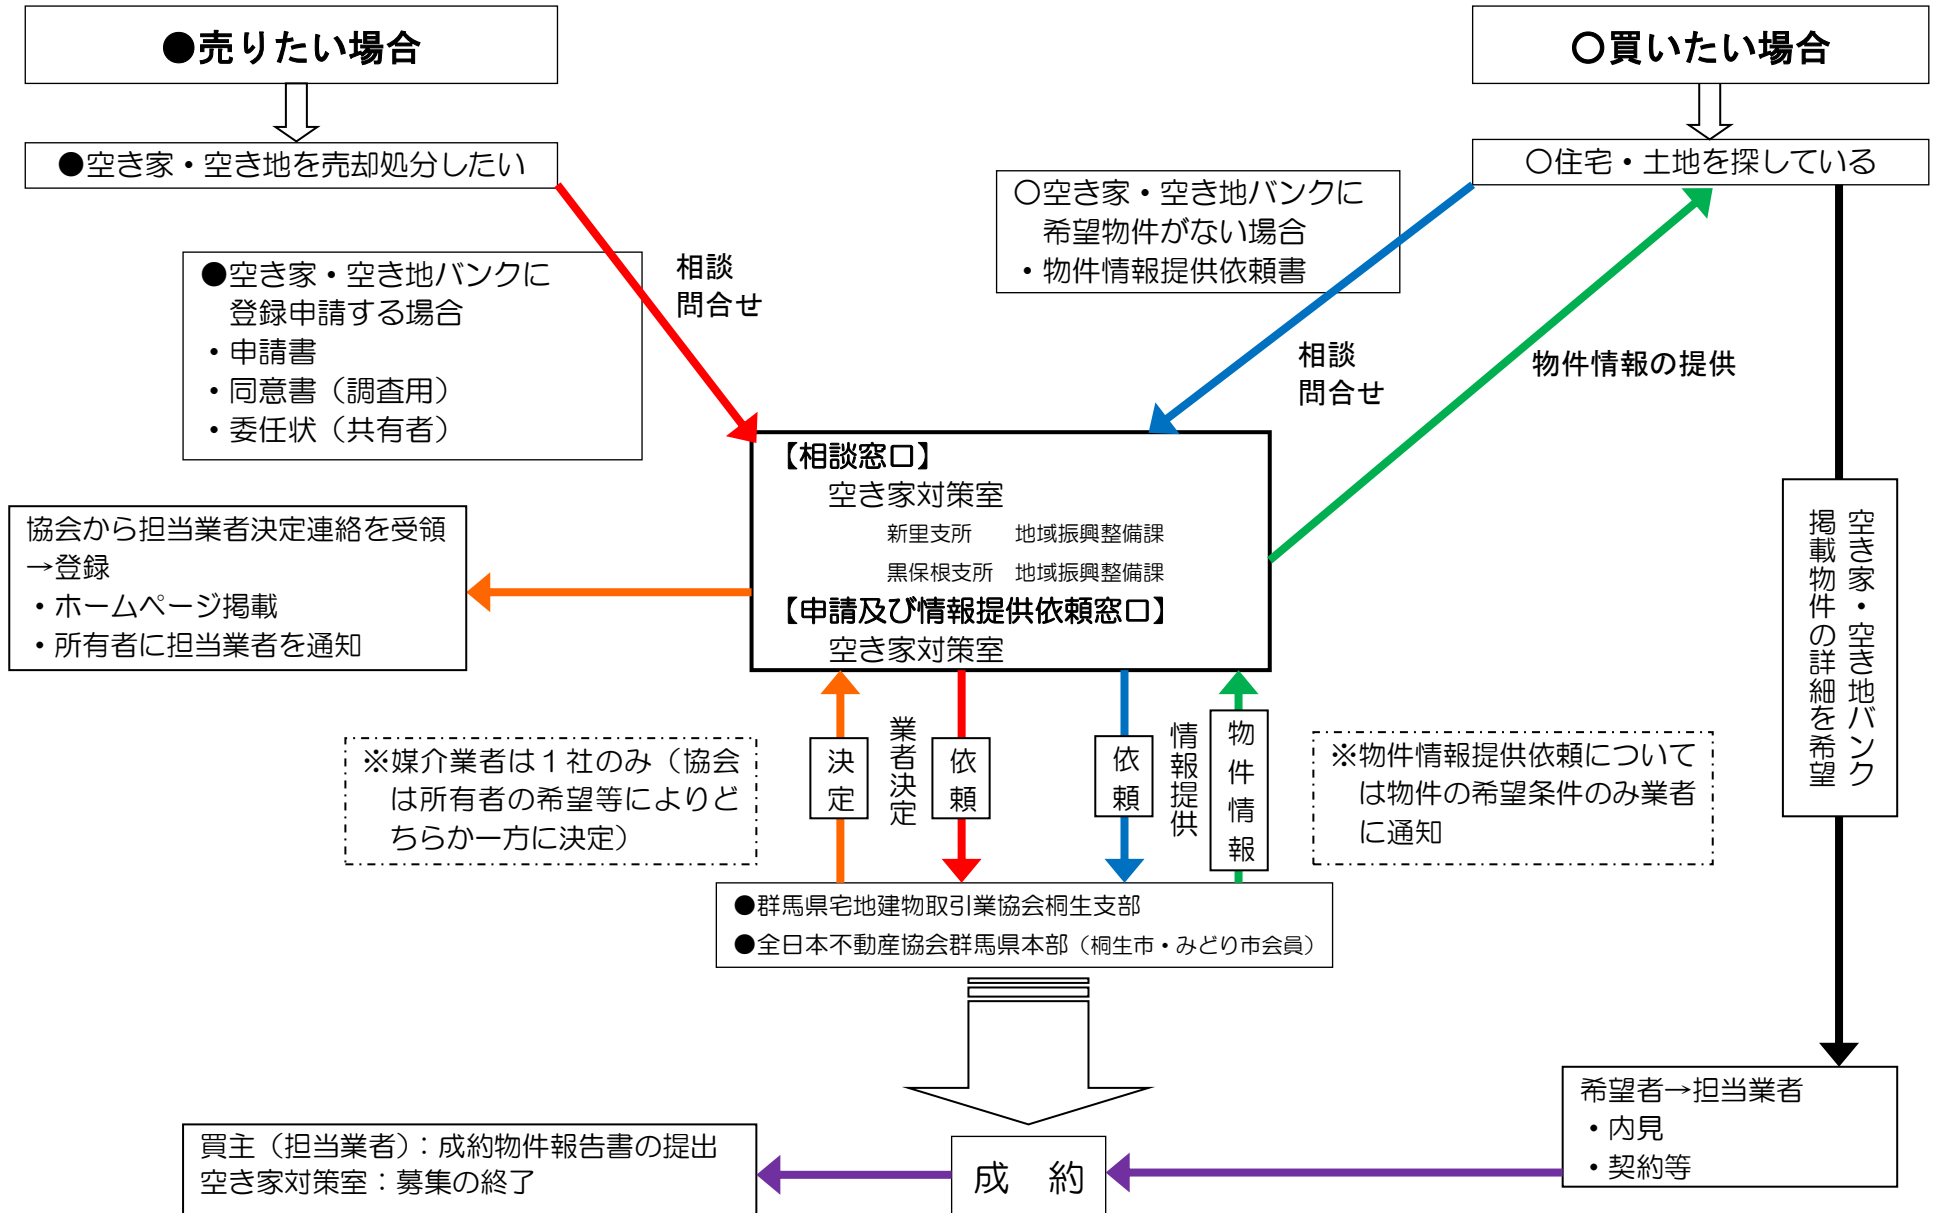 ●売りたい場合
○買いたい場合
●空き家・空き地を売却処分したい
○住宅・土地を探している
○空き家・空き地バンクに
希望物件がない場合
・物件情報提供依頼書
●空き家・空き地バンクに
登録申請する場合
・申請書
・同意書（調査用）
・委任状（共有者）
相談
問合せ
相談
問合せ
物件情報の提供
【相談窓口】
空き家対策室
新里支所　地域振興整備課
黒保根支所　地域振興整備課
【申請及び情報提供依頼窓口】
空き家対策室
協会から担当業者決定連絡を受領
→登録
・ホームページ掲載
・所有者に担当業者を通知
空き家・空き地バンク
掲載物件の詳細を希望
※媒介業者は１社のみ（協会
は所有者の希望等によりど
ちらか一方に決定）
決定
業者決定
依頼
依頼
情報提供
物件情報
※物件情報提供依頼について
は物件の希望条件のみ業者
に通知
●群馬県宅地建物取引業協会桐生支部
●全日本不動産協会群馬県本部（桐生市・みどり市会員）
希望者→担当業者
・内見
・契約等
成　約
買主（担当業者）：成約物件報告書の提出
空き家対策室：募集の終了